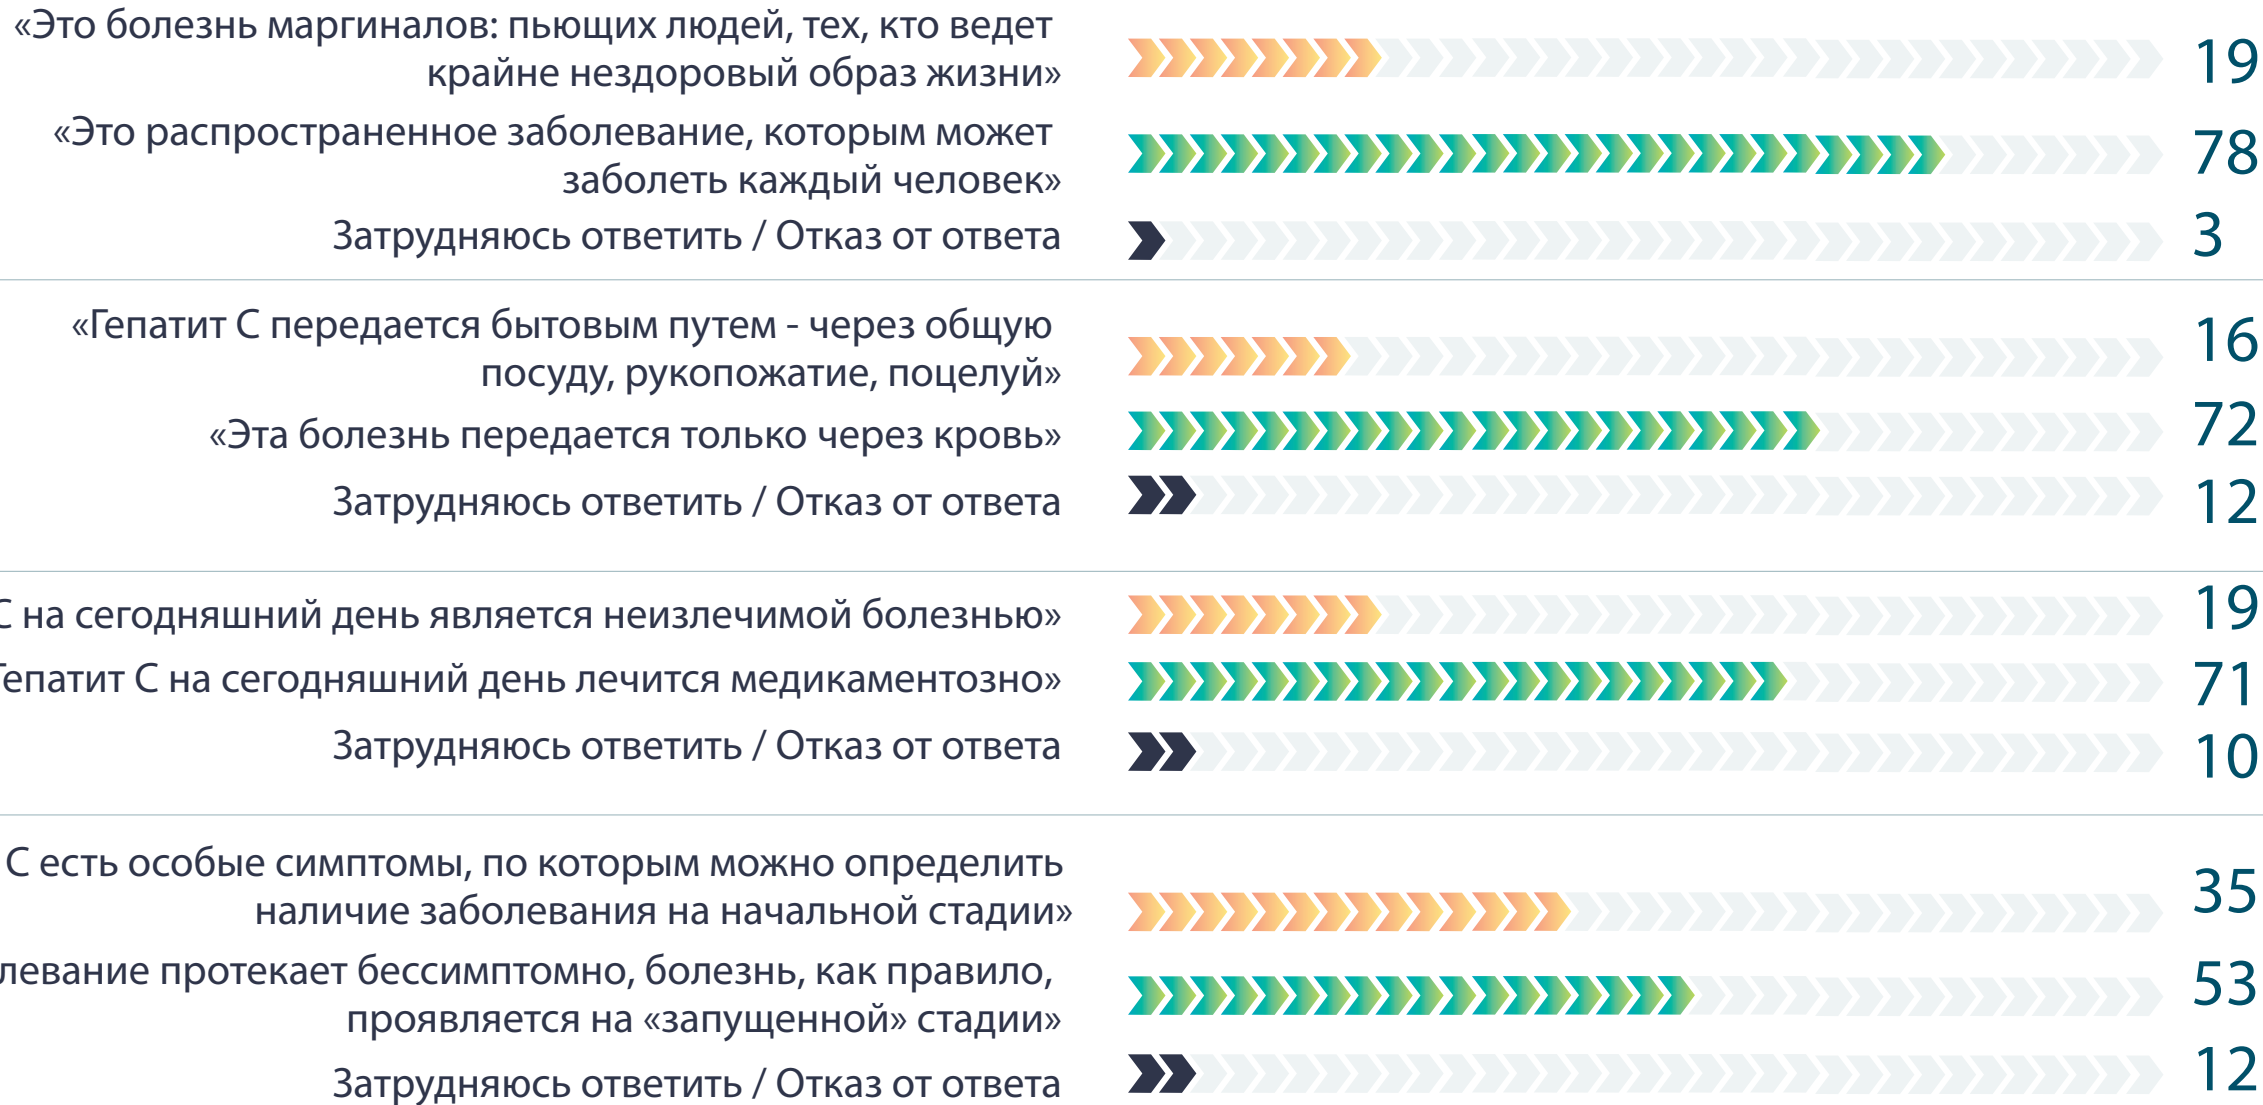 «Это болезнь маргиналов: пьющих людей, тех, кто ведет
крайне нездоровый образ жизни»
19
«Это распространенное заболевание, которым может
заболеть каждый человек»
78
Затрудняюсь ответить / Отказ от ответа
3
«Гепатит С передается бытовым путем - через общую
посуду, рукопожатие, поцелуй»
16
«Эта болезнь передается только через кровь»
72
Затрудняюсь ответить / Отказ от ответа
12
С на сегодняшний день является неизлечимой болезнью»
19
Гепатит С на сегодняшний день лечится медикаментозно»
71
Затрудняюсь ответить / Отказ от ответа
10
С есть особые симптомы, по которым можно определить
наличие заболевания на начальной стадии»
35
левание протекает бессимптомно, болезнь, как правило,
проявляется на «запущенной» стадии»
53
Затрудняюсь ответить / Отказ от ответа
12